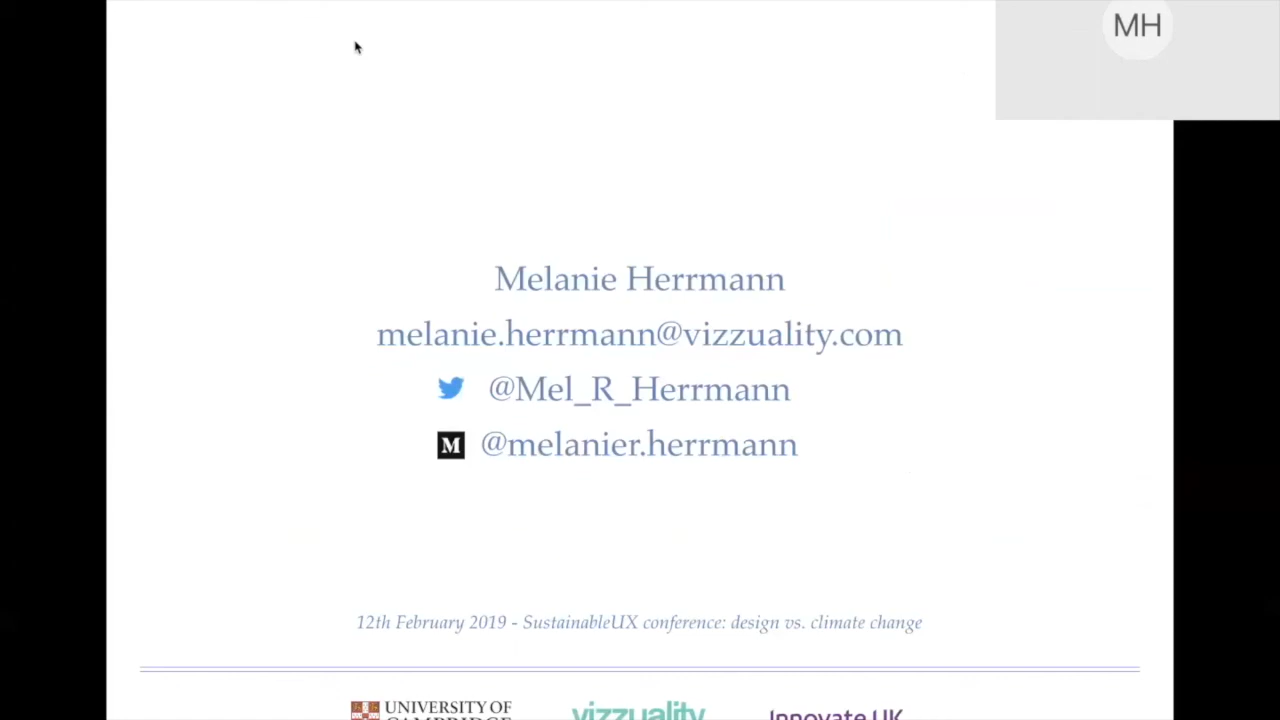 MH
Melanie Herrmann
melanie.herrmann@vizzuality.com
@Mel_R_Herrmann
M @melanier.herrmann
12th February 2019 - SustainableUX conference: design vs. climate change
UNIVERSITY OF
CAMBRIDGE
vizzuality
Innovate UK